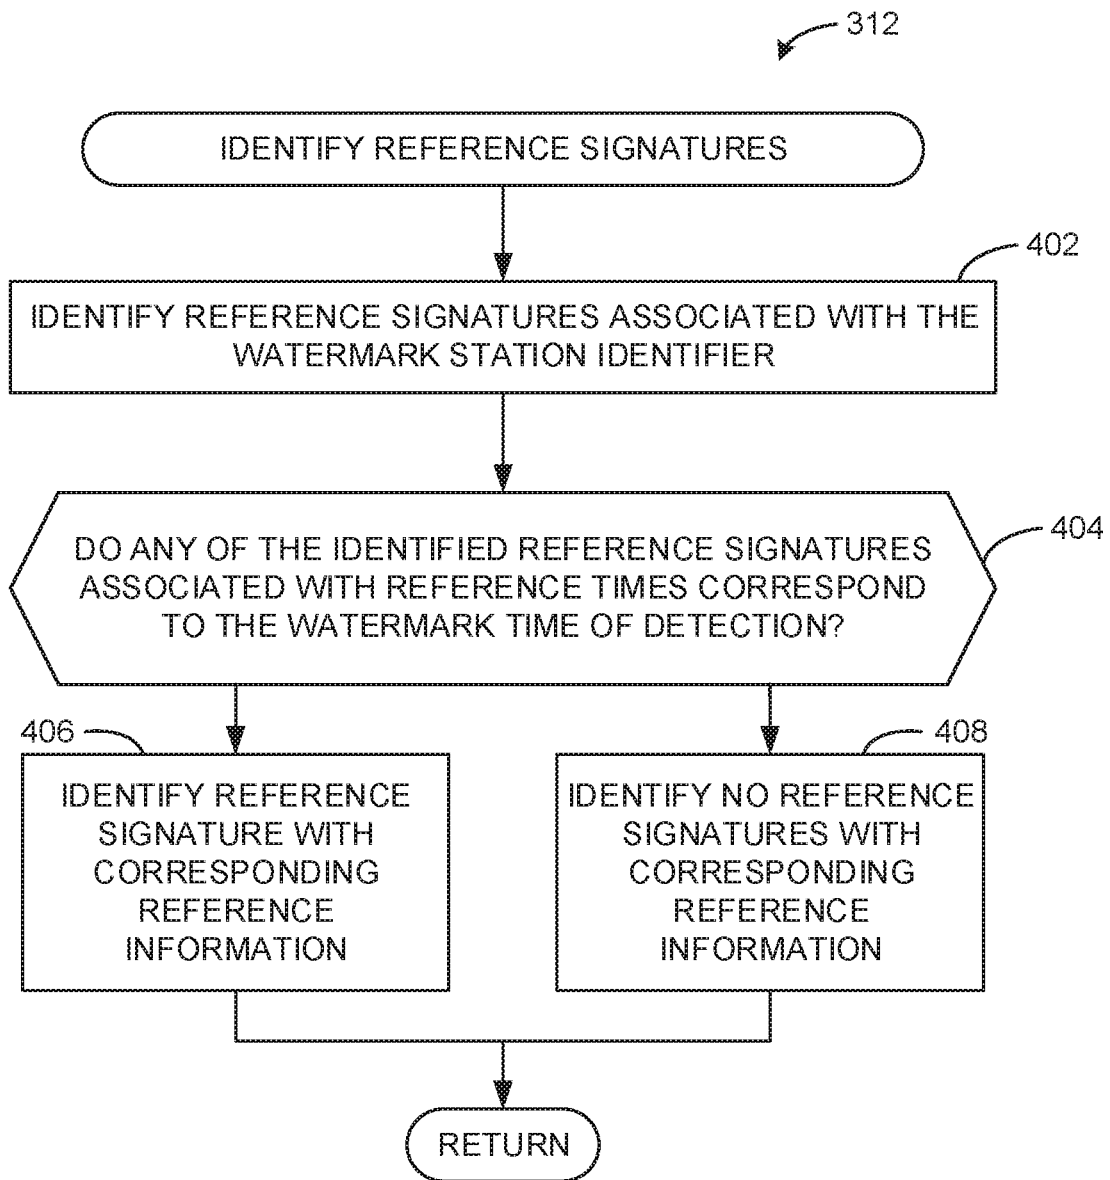 312
IDENTIFY REFERENCE SIGNATURES
402
IDENTIFY REFERENCE SIGNATURES ASSOCIATED WITH THE
WATERMARK STATION IDENTIFIER
404
DO ANY OF THE IDENTIFIED REFERENCE SIGNATURES
ASSOCIATED WITH REFERENCE TIMES CORRESPOND
TO THE WATERMARK TIME OF DETECTION?
406
IDENTIFY REFERENCE
SIGNATURE WITH
CORRESPONDING
REFERENCE
INFORMATION
408
IDENTIFY NO REFERENCE
SIGNATURES WITH
CORRESPONDING
REFERENCE
INFORMATION
RETURN